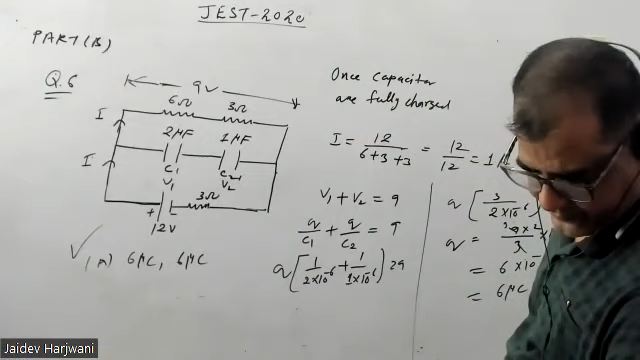 JEST-2020
PART(B)
Q.6
9V
6Ω 3Ω
I
2μF 1μF
I
C1 C2
V1 V2
3Ω
+ -
12V
(A) 6μC, 6μC
Once Capacitor
are fully charged
I = 12 / 6+3+3 = 12/12 = 1
V1 + V2 = 9
q/C1 + q/C2 = 9
q [ 1/2×10^-6 + 1/1×10^-6 ] = 9
q [ 3/2×10^-6
q = 9×2 / 3
= 6×10^-
= 6μC
Jaidev Harjwani